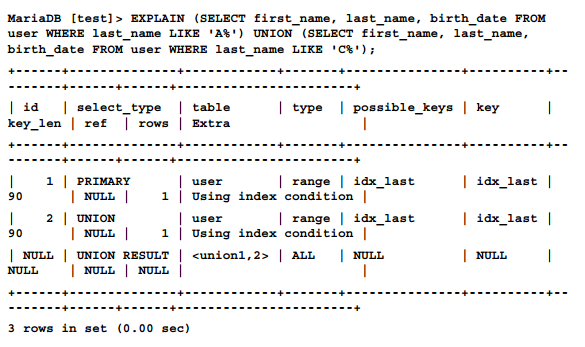 MariaDB [test]> EXPLAIN (SELECT first_name, last_name, birth_date FROM
user WHERE last_name LIKE 'A%') UNION (SELECT first_name, last_name,
birth_date FROM user WHERE last_name LIKE 'C%');
+------+--------------+------------+-------+---------------+----------+--
-------+------+------+-----------------------+
| id   | select_type  | table      | type  | possible_keys | key      |
key_len | ref  | rows | Extra                 |
+------+--------------+------------+-------+---------------+----------+--
-------+------+------+-----------------------+
|    1 | PRIMARY      | user       | range | idx_last      | idx_last |
90      | NULL |    1 | Using index condition |
|    2 | UNION        | user       | range | idx_last      | idx_last |
90      | NULL |    1 | Using index condition |
| NULL | UNION RESULT | <union1,2> | ALL   | NULL          | NULL     |
NULL    | NULL | NULL |                       |
+------+--------------+------------+-------+---------------+----------+--
-------+------+------+-----------------------+
3 rows in set (0.00 sec)